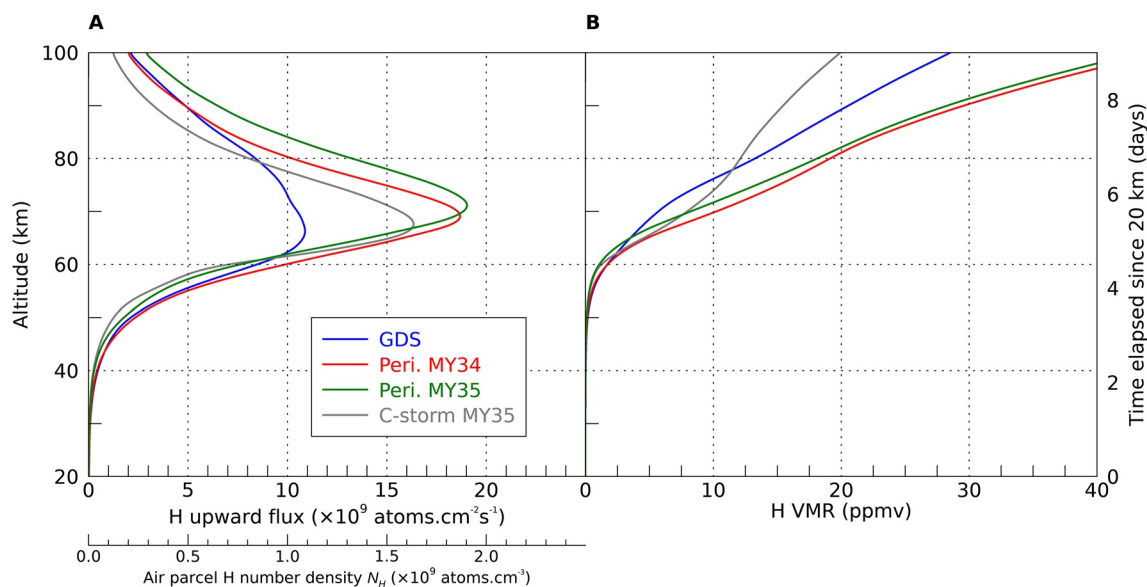 A
B
Altitude (km)
100
80
60
40
20
GDS
Peri. MY34
Peri. MY35
C-storm MY35
0 5 10 15 20
H upward flux (×10⁹ atoms.cm⁻²s⁻¹)
0.0 0.5 1.0 1.5 2.0
Air parcel H number density N_H (×10⁹ atoms.cm⁻³)
0 10 20 30 40
H VMR (ppmv)
8
6
4
2
0
Time elapsed since 20 km (days)